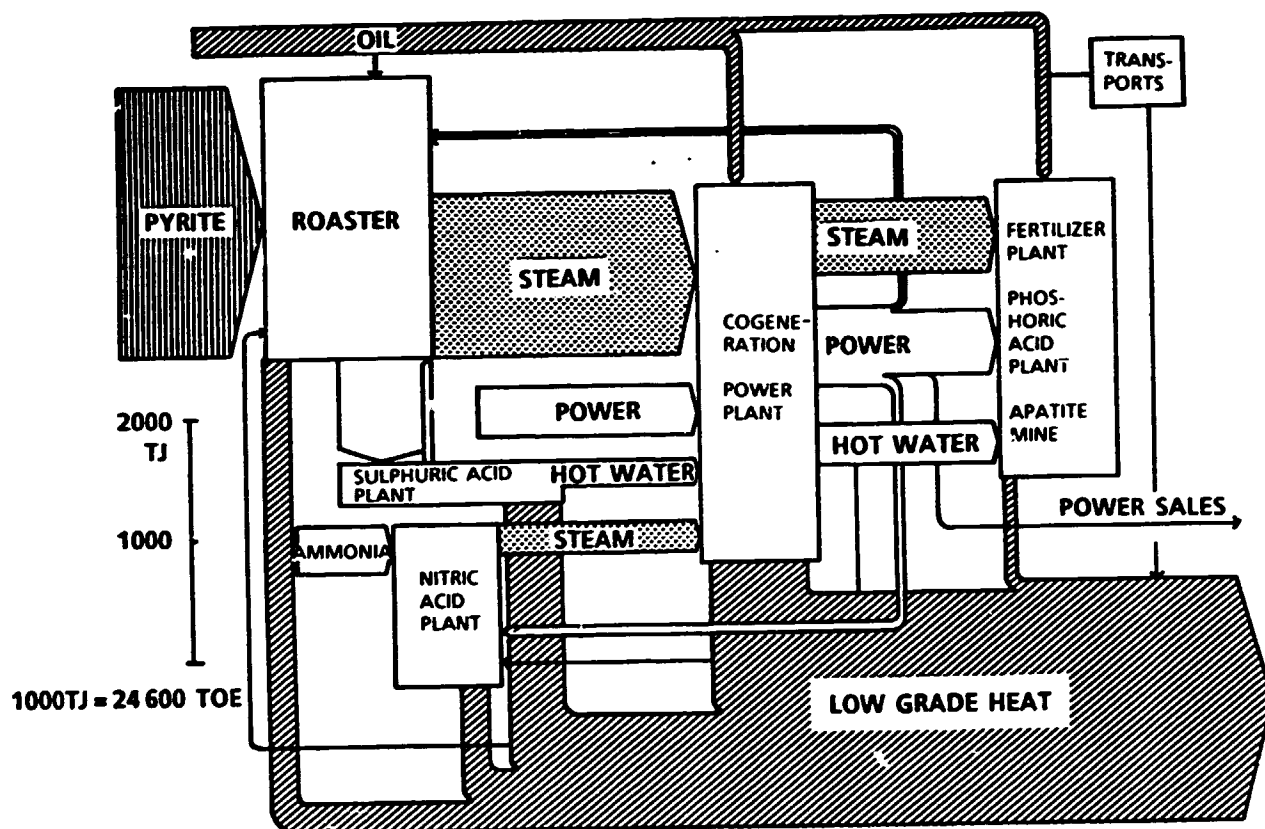 OIL
TRANS-
PORTS
PYRITE
ROASTER
STEAM
STEAM
FERTILIZER
PLANT
PHOS-
PHORIC
ACID
PLANT
APATITE
MINE
COGENE-
RATION
POWER
PLANT
POWER
POWER
HOT WATER
2000
TJ
SULPHURIC ACID
PLANT
HOT WATER
POWER SALES
1000
AMMONIA
STEAM
NITRIC
ACID
PLANT
1000TJ = 24 600 TOE
LOW GRADE HEAT